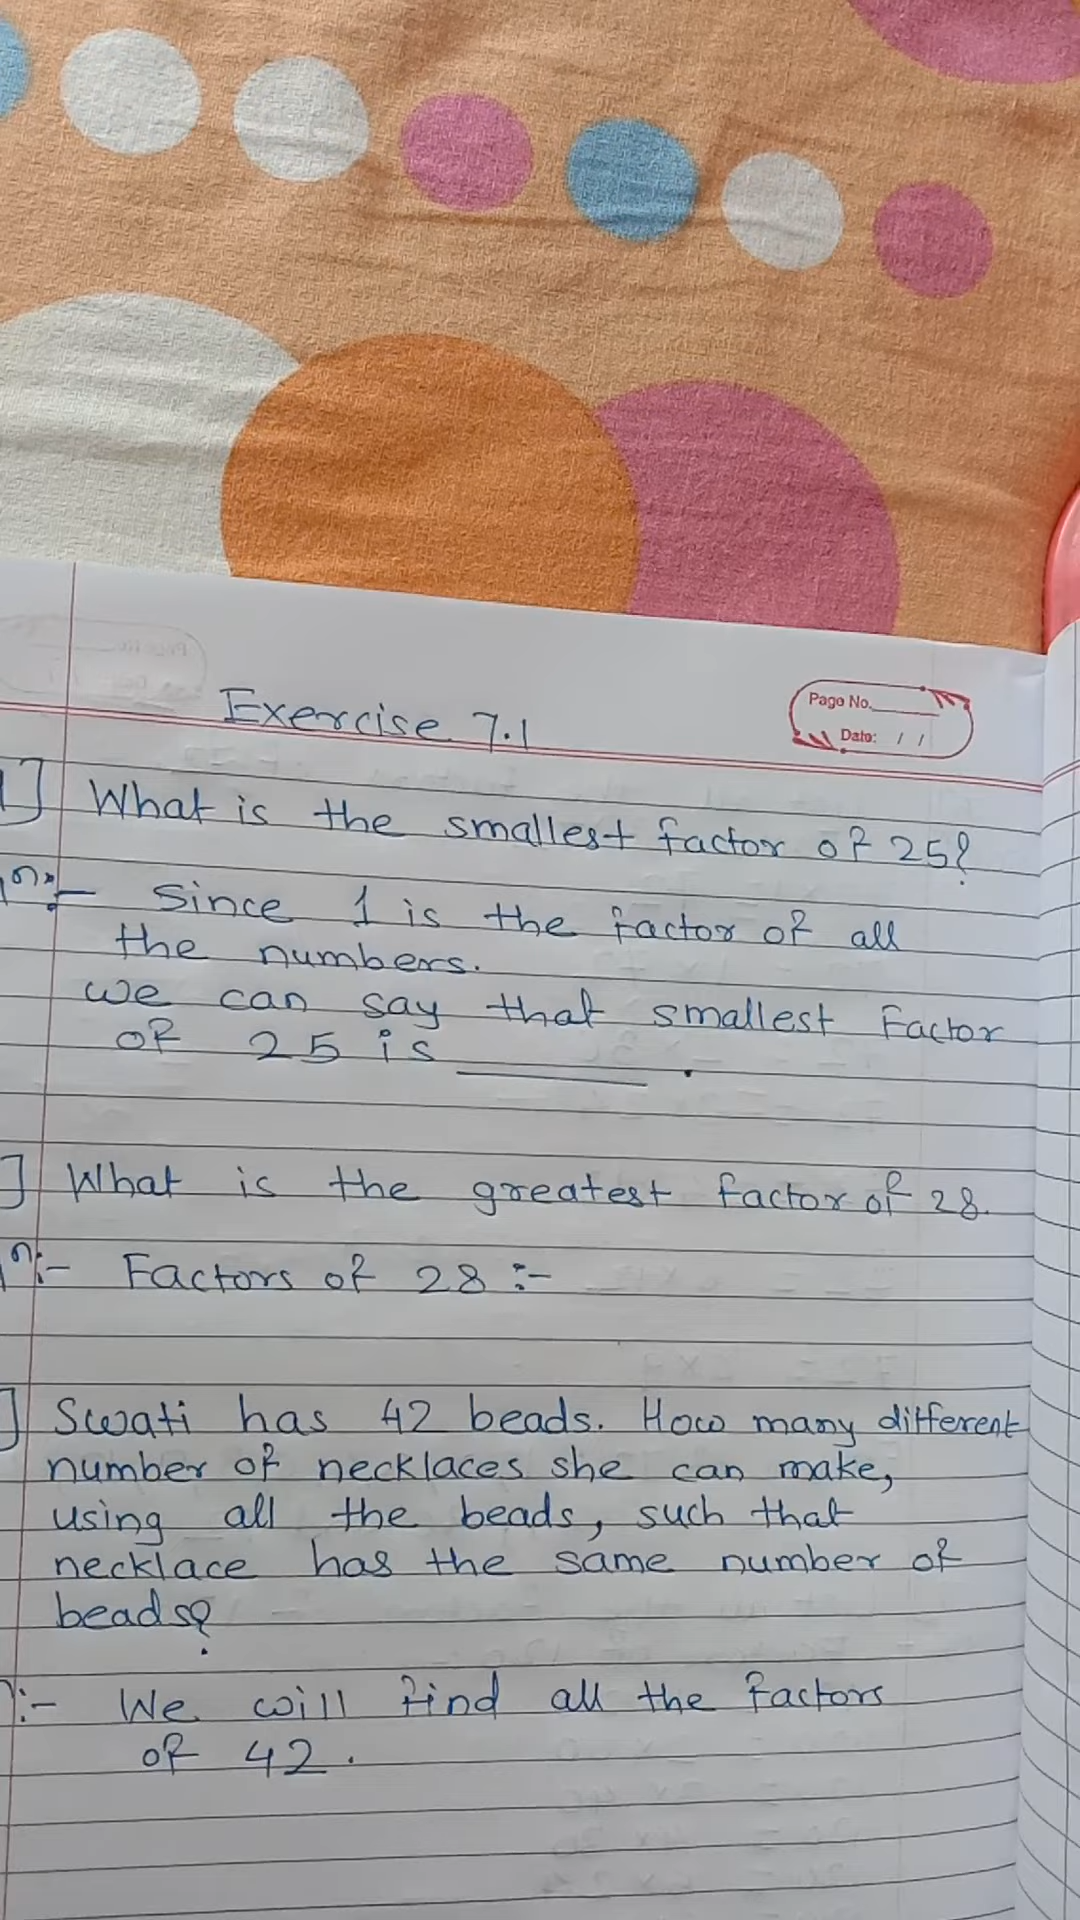 Exercise 7.1
Page No.
Date: / /
1] What is the smallest factor of 25?
:- Since 1 is the factor of all
the numbers.
we can say that smallest Factor
of 25 is ______.
] What is the greatest factor of 28.
:- Factors of 28 :-
] Swati has 42 beads. How many different
number of necklaces she can make,
using all the beads, such that
necklace has the same number of
beads?
:- We will find all the factors
of 42.